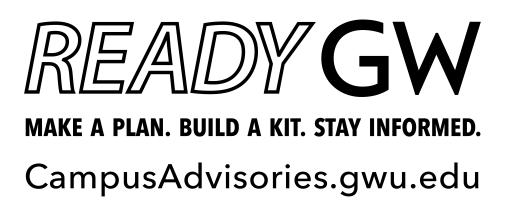 READY GW
MAKE A PLAN. BUILD A KIT. STAY INFORMED.
CampusAdvisories.gwu.edu